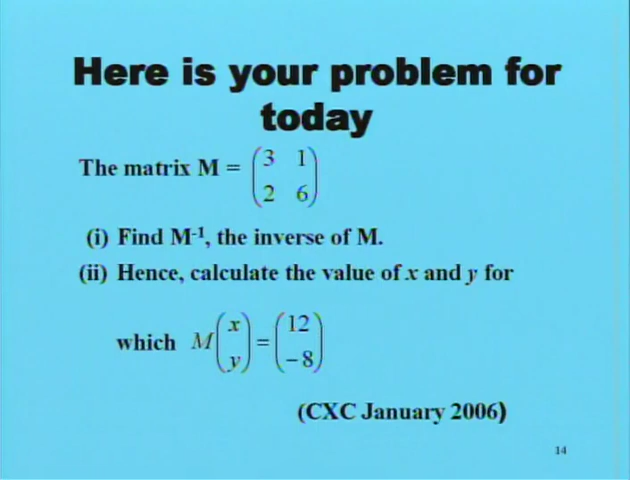 Here is your problem for
today
The matrix M = (3 1
2 6)
(i) Find M⁻¹, the inverse of M.
(ii) Hence, calculate the value of x and y for
which M(x y) = (12 −8)
(CXC January 2006)
14